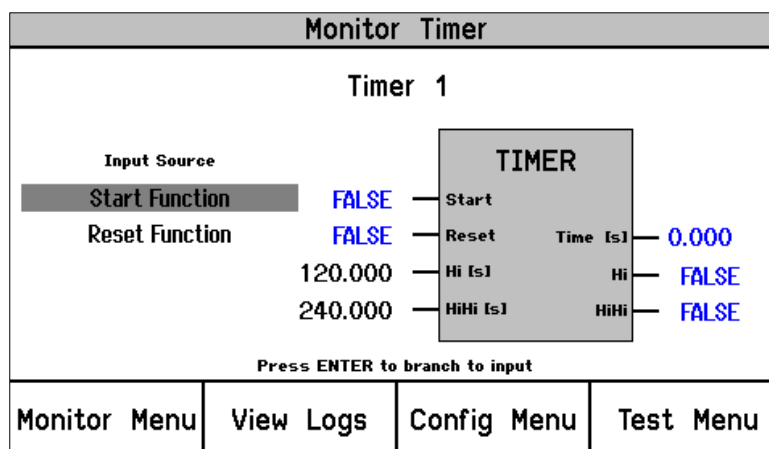 Monitor Timer
Timer 1
Input Source
TIMER
Start Function FALSE Start
Reset Function FALSE Reset Time [s] 0.000
120.000 Hi [s] Hi FALSE
240.000 HiHi [s] HiHi FALSE
Press ENTER to branch to input
Monitor Menu View Logs Config Menu Test Menu